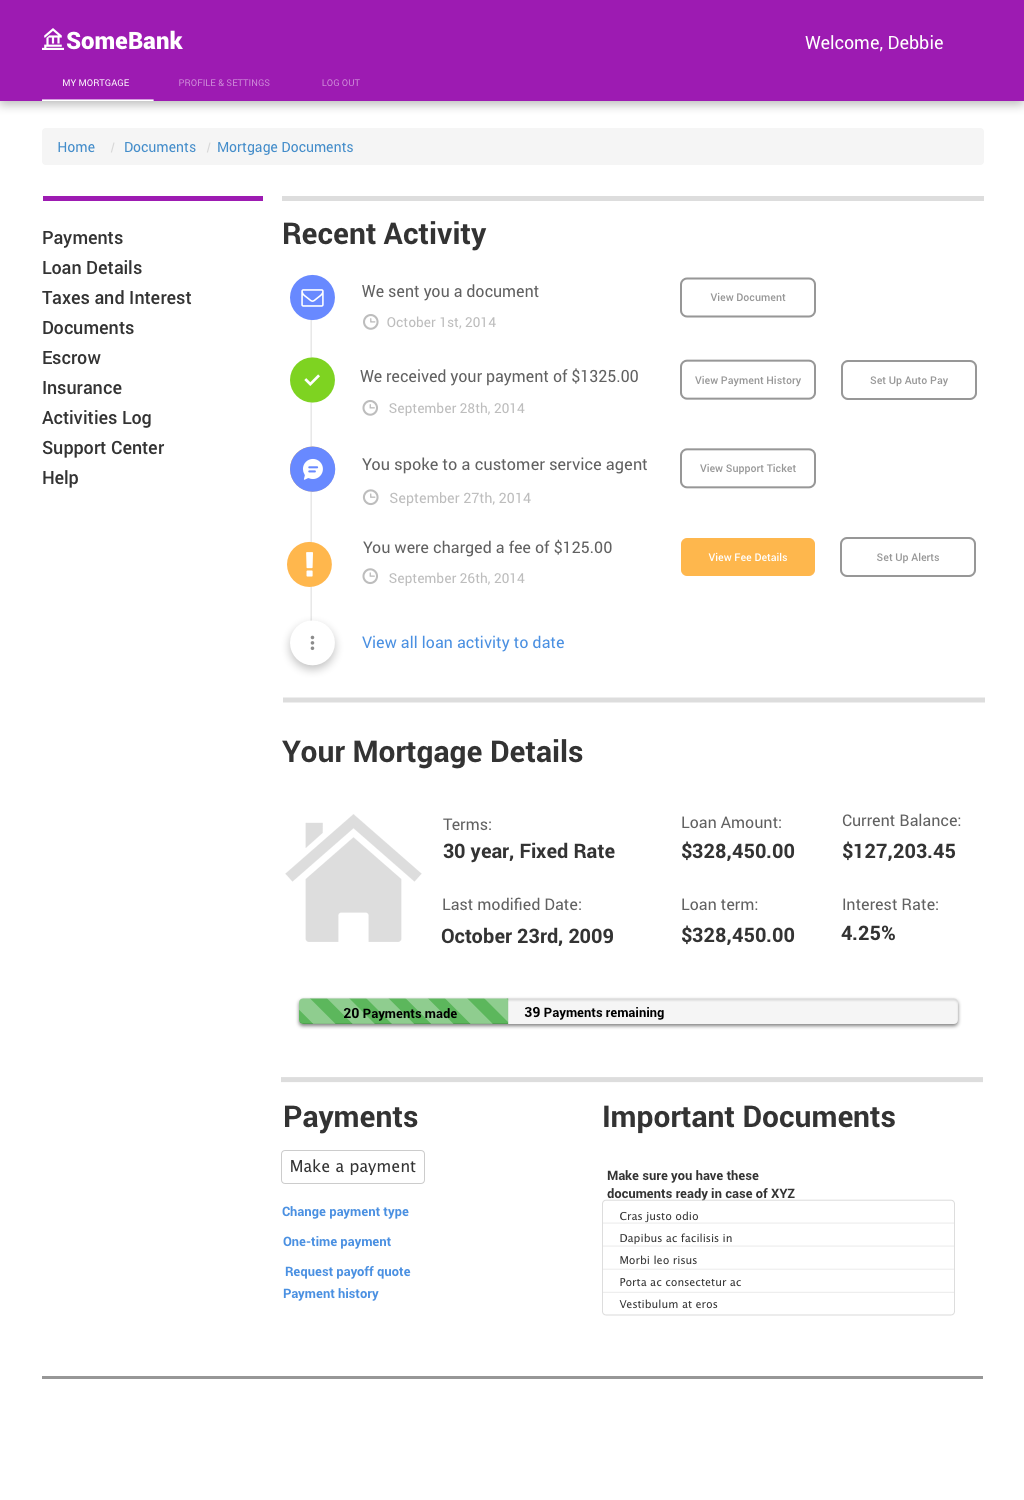 SomeBank
Welcome, Debbie
MY MORTGAGE PROFILE & SETTINGS LOG OUT
Home / Documents / Mortgage Documents
Payments
Loan Details
Taxes and Interest
Documents
Escrow
Insurance
Activities Log
Support Center
Help
Recent Activity
We sent you a document
October 1st, 2014
View Document
We received your payment of $1325.00
September 28th, 2014
View Payment History
Set Up Auto Pay
You spoke to a customer service agent
September 27th, 2014
View Support Ticket
You were charged a fee of $125.00
September 26th, 2014
View Fee Details
Set Up Alerts
View all loan activity to date
Your Mortgage Details
Terms:
30 year, Fixed Rate
Loan Amount:
$328,450.00
Current Balance:
$127,203.45
Last modified Date:
October 23rd, 2009
Loan term:
$328,450.00
Interest Rate:
4.25%
20 Payments made
39 Payments remaining
Payments
Make a payment
Change payment type
One-time payment
Request payoff quote
Payment history
Important Documents
Make sure you have these
documents ready in case of XYZ
Cras justo odio
Dapibus ac facilisis in
Morbi leo risus
Porta ac consectetur ac
Vestibulum at eros